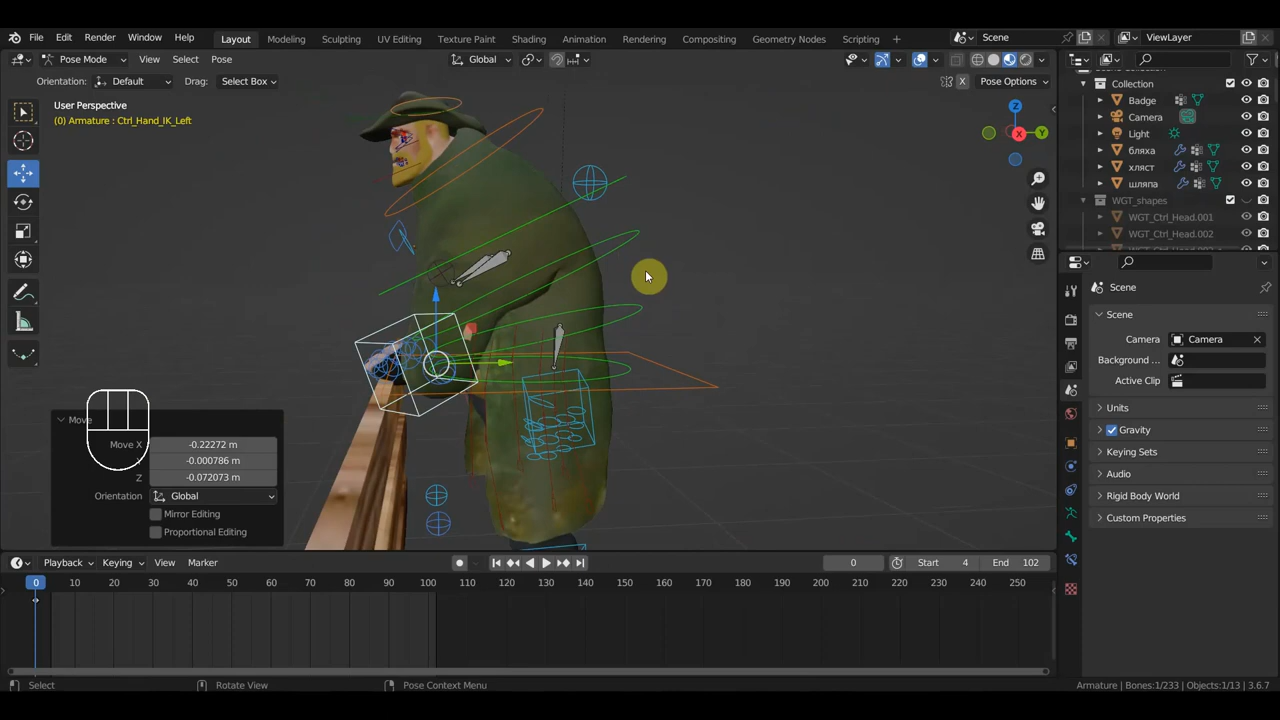 File Edit Render Window Help Layout Modeling Sculpting UV Editing Texture Paint Shading Animation Rendering Compositing Geometry Nodes Scripting + Scene ViewLayer
Pose Mode View Select Pose Global
Orientation: Default Drag: Select Box X Pose Options
User Perspective
(0) Armature : Ctrl_Hand_IK_Left
Z
X
Y
Collection
Badge
Camera
Light
бляха
хляст
шляпа
WGT_shapes
WGT_Ctrl_Head.001
WGT_Ctrl_Head.002
Scene
Scene
Camera Camera
Background ...
Active Clip
Units
Gravity
Keying Sets
Audio
Rigid Body World
Custom Properties
Move
Move X -0.22272 m
-0.000786 m
Z -0.072073 m
Orientation Global
Mirror Editing
Proportional Editing
Playback Keying View Marker 0 Start 4 End 102
0 10 20 30 40 50 60 70 80 90 100 110 120 130 140 150 160 170 180 190 200 210 220 230 240 250
Select Rotate View Pose Context Menu Armature | Bones:1/233 | Objects:1/13 | 3.6.7